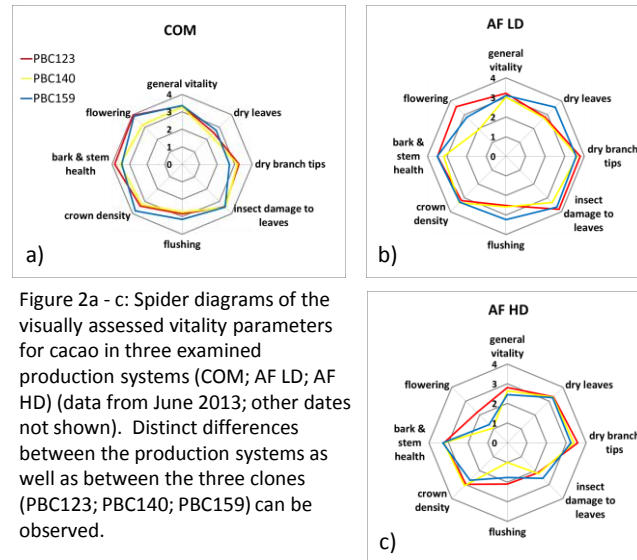 COM
PBC123
PBC140
PBC159
general vitality
4
3
2
1
0
dry leaves
dry branch tips
insect damage to
leaves
flushing
crown density
bark & stem
health
flowering
a)
AF LD
general
vitality
4
3
2
1
0
dry leaves
dry branch
tips
insect
damage to
leaves
flushing
crown
density
bark &
stem
health
flowering
b)
Figure 2a - c: Spider diagrams of the
visually assessed vitality parameters
for cacao in three examined
production systems (COM; AF LD; AF
HD) (data from June 2013; other dates
not shown). Distinct differences
between the production systems as
well as between the three clones
(PBC123; PBC140; PBC159) can be
observed.
AF HD
general
vitality
4
3
2
1
0
dry leaves
dry branch
tips
insect
damage to
leaves
flushing
crown
density
bark &
stem
health
flowering
c)